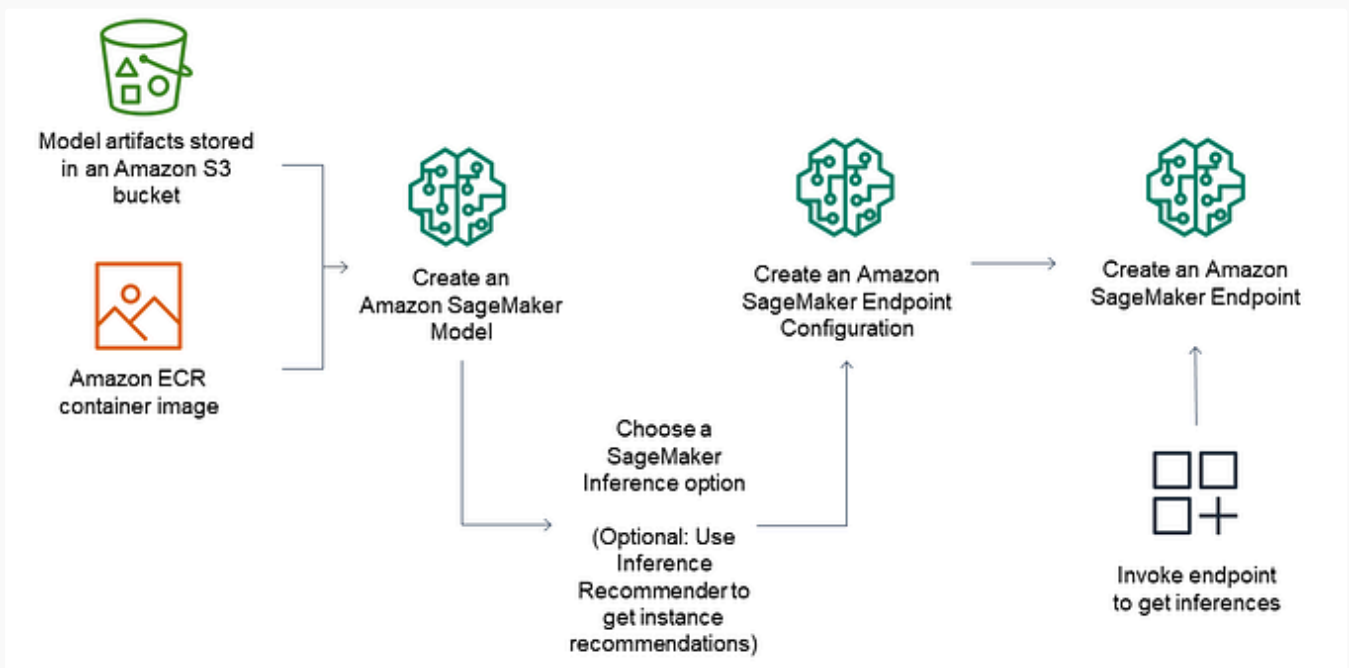 Model artifacts stored
in an Amazon S3
bucket
Amazon ECR
container image
Create an
Amazon SageMaker
Model
Choose a
SageMaker
Inference option
(Optional: Use
Inference
Recommender to
get instance
recommendations)
Create an Amazon
SageMaker Endpoint
Configuration
Create an Amazon
SageMaker Endpoint
Invoke endpoint
to get inferences